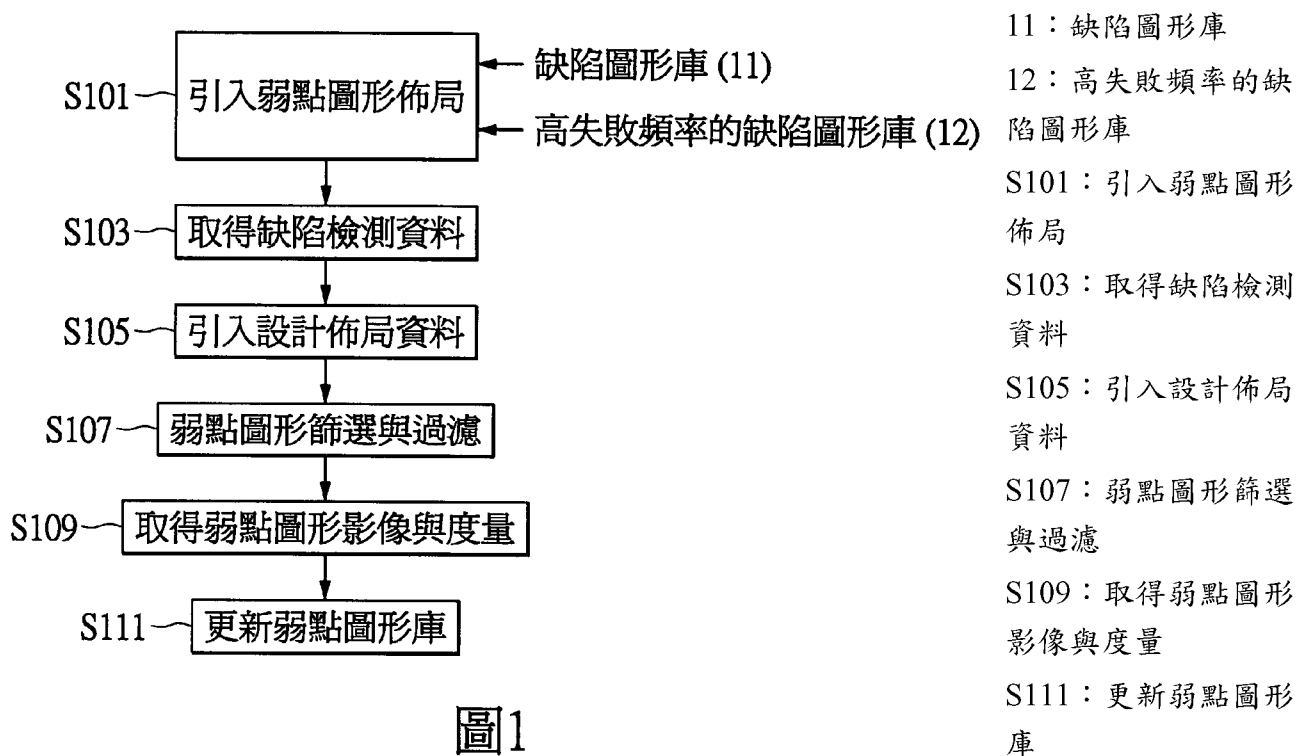 S101
引入弱點圖形佈局
缺陷圖形庫 (11)
高失敗頻率的缺陷圖形庫 (12)
S103
取得缺陷檢測資料
S105
引入設計佈局資料
S107
弱點圖形篩選與過濾
S109
取得弱點圖形影像與度量
S111
更新弱點圖形庫
圖1
11：缺陷圖形庫
12：高失敗頻率的缺
陷圖形庫
S101：引入弱點圖形
佈局
S103：取得缺陷檢測
資料
S105：引入設計佈局
資料
S107：弱點圖形篩選
與過濾
S109：取得弱點圖形
影像與度量
S111：更新弱點圖形
庫